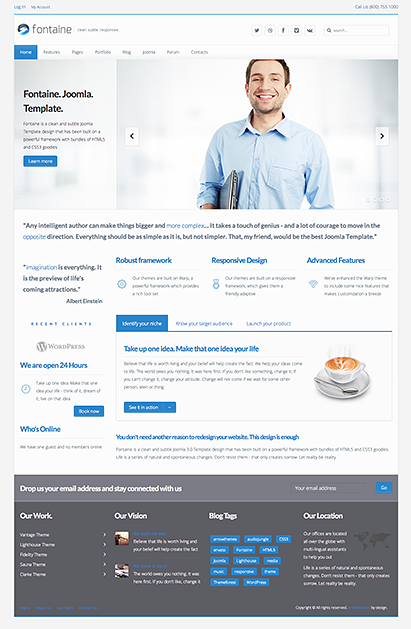 Log In My Account
Call Us (800) 755 1000
fontaine clean, subtle, responsive.
search...
Home Features Pages Portfolio Blog Joomla Forum Contacts
Fontaine. Joomla.
Template.
Fontaine is a clean and subtle Joomla
Template design that has been built on a
powerful framework with bundles of HTML5
and CSS3 goodies
Learn more
"Any intelligent author can make things bigger and more complex... It takes a touch of genius - and a lot of courage to move in the
opposite direction. Everything should be as simple as it is, but not simpler. That, my friend, would be the best Joomla Template."
"Imagination is everything. It
is the preview of life's
coming attractions."
Albert Einstein
Robust framework
Our themes are built on Warp, a
powerful framework which provides
a rich tool set
Responsive Design
Our themes are built on a responsive
framework, which gives them a
friendly adaptive
Advanced Features
We've enhanced the Warp theme
to include some nice features that
makes customization a breeze
RECENT CLIENTS
WORDPRESS
We are open 24 Hours
Take up one idea. Make that one
idea your life - think of it, dream of
it, live on that idea
Book now
Who's Online
We have one guest and no members online
Identify your niche Know your target audience Launch your product
Take up one idea. Make that one idea your life
Believe that life is worth living and your belief will help create the fact. We help your ideas come
to life. The world owes you nothing. It was here first. If you don't like something, change it; if
you can't change it, change your attitude. Change will not come if we wait for some other
person, alien or thing.
See it in action
You don't need another reason to redesign your website. This design is enough
Fontaine is a clean and subtle Joomla 3.0 Template design that has been built on a powerful framework with bundles of HTML5 and CSS3 goodies.
Life is a series of natural and spontaneous changes. Don't resist them - that only creates sorrow. Let reality be reality.
Drop us your email address and stay connected with us
Your email address
Go
Our Work.
Vantage Theme
Lighthouse Theme
Fidelity Theme
Sauna Theme
Clarke Theme
Our Vision
Believe that life is worth living
and your belief will help create the fact
The world owes you nothing. It was
here first. If you don't like, change it
Blog Tags
arrowthemes audiojungle CSS3
envato Fontaine HTML5
Joomla Lighthouse media
music responsive theme
Themeforest WordPress
Our Location
Our offices are located
all over the globe with
multi-lingual assistants
to help you out
Life is a series of natural and spontaneous
changes. Don't resist them - that only creates
sorrow. Let reality be reality.
Copyright © All rights reserved. arrowthemes by design.